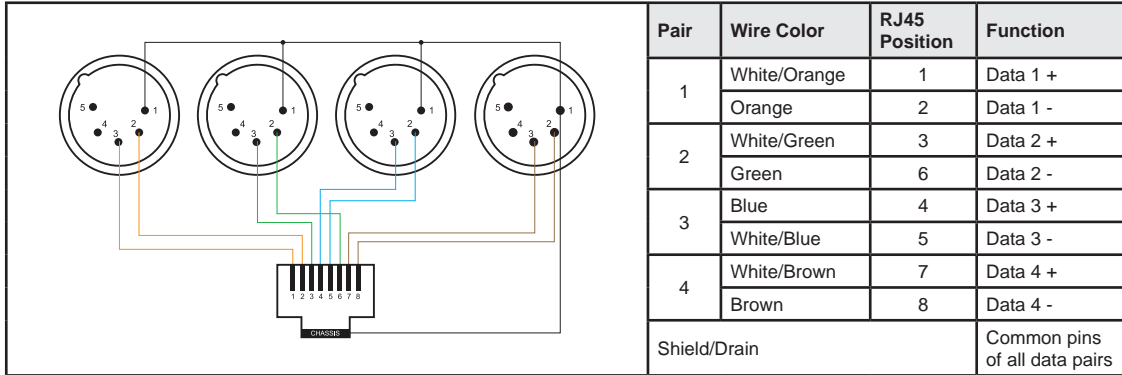 5 4 3 2 1
5 4 3 2 1
5 4 3 2 1
5 4 3 2 1
1 2 3 4 5 6 7 8
CHASSIS
Pair Wire Color RJ45 Position Function
1 White/Orange 1 Data 1 +
Orange 2 Data 1 -
2 White/Green 3 Data 2 +
Green 6 Data 2 -
3 Blue 4 Data 3 +
White/Blue 5 Data 3 -
4 White/Brown 7 Data 4 +
Brown 8 Data 4 -
Shield/Drain Common pins
of all data pairs